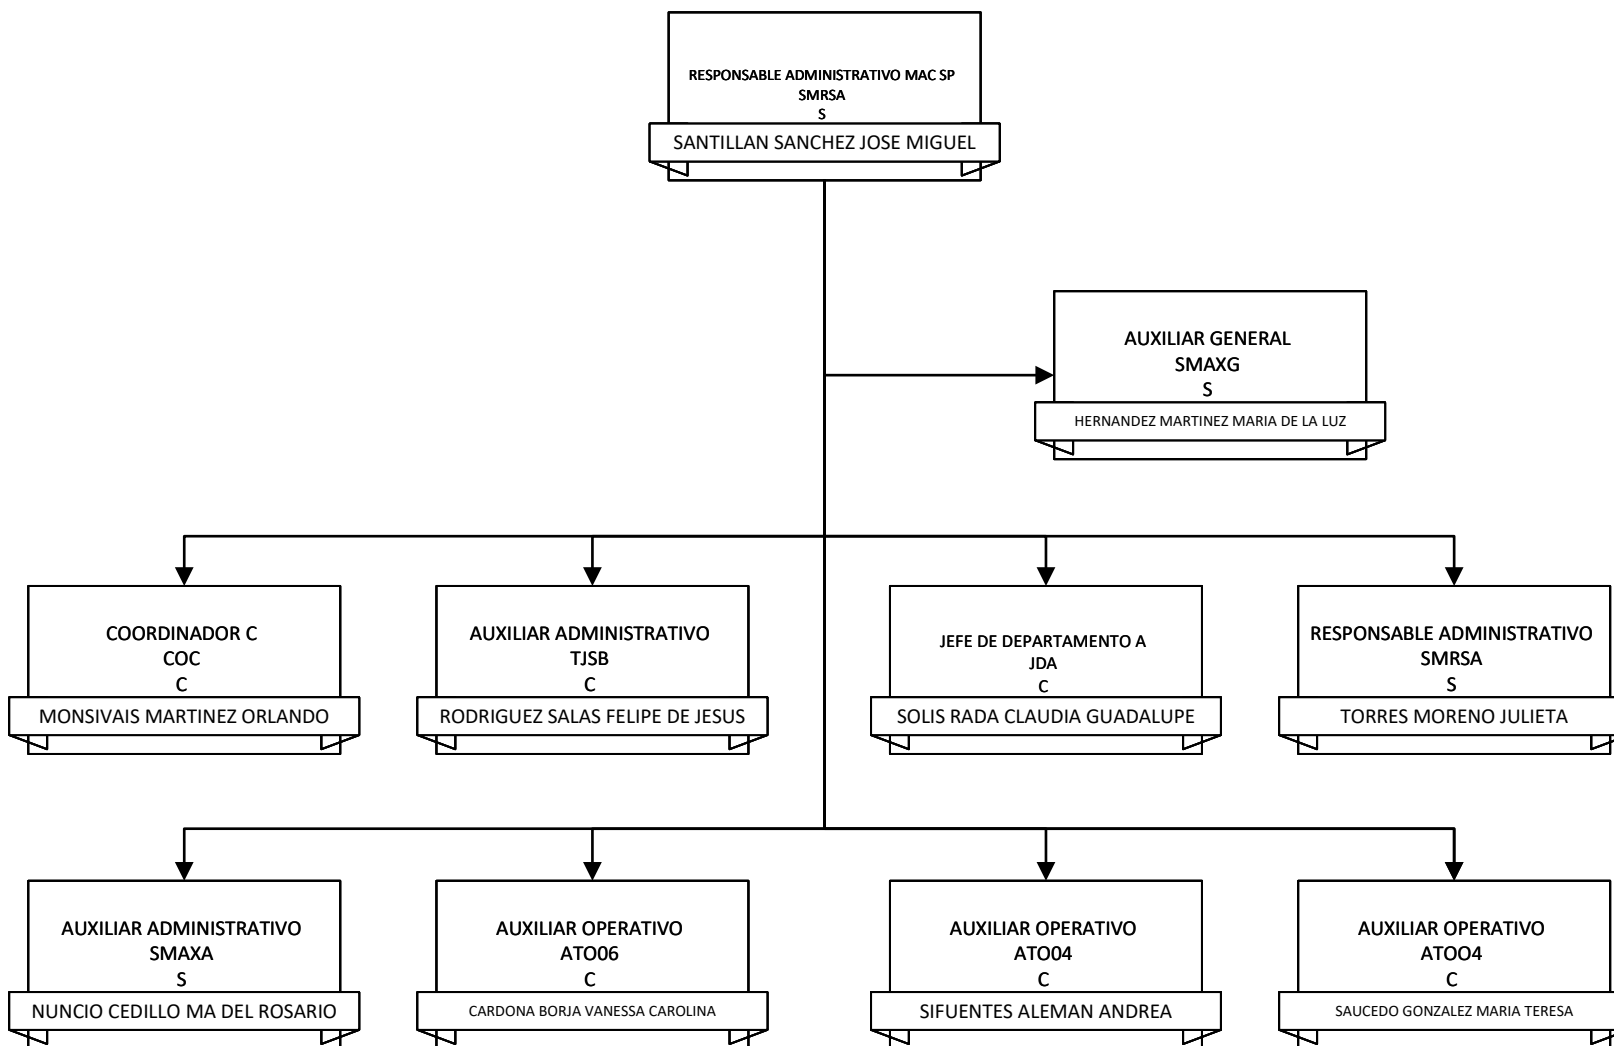 RESPONSABLE ADMINISTRATIVO MAC SP
SMRSA
S
SANTILLAN SANCHEZ JOSE MIGUEL
AUXILIAR GENERAL
SMAXG
S
HERNANDEZ MARTINEZ MARIA DE LA LUZ
COORDINADOR C
COC
C
MONSIVAIS MARTINEZ ORLANDO
AUXILIAR ADMINISTRATIVO
TJSB
C
RODRIGUEZ SALAS FELIPE DE JESUS
JEFE DE DEPARTAMENTO A
JDA
C
SOLIS RADA CLAUDIA GUADALUPE
RESPONSABLE ADMINISTRATIVO
SMRSA
S
TORRES MORENO JULIETA
AUXILIAR ADMINISTRATIVO
SMAXA
S
NUNCIO CEDILLO MA DEL ROSARIO
AUXILIAR OPERATIVO
ATO06
C
CARDONA BORJA VANESSA CAROLINA
AUXILIAR OPERATIVO
ATO04
C
SIFUENTES ALEMAN ANDREA
AUXILIAR OPERATIVO
ATOO4
C
SAUCEDO GONZALEZ MARIA TERESA